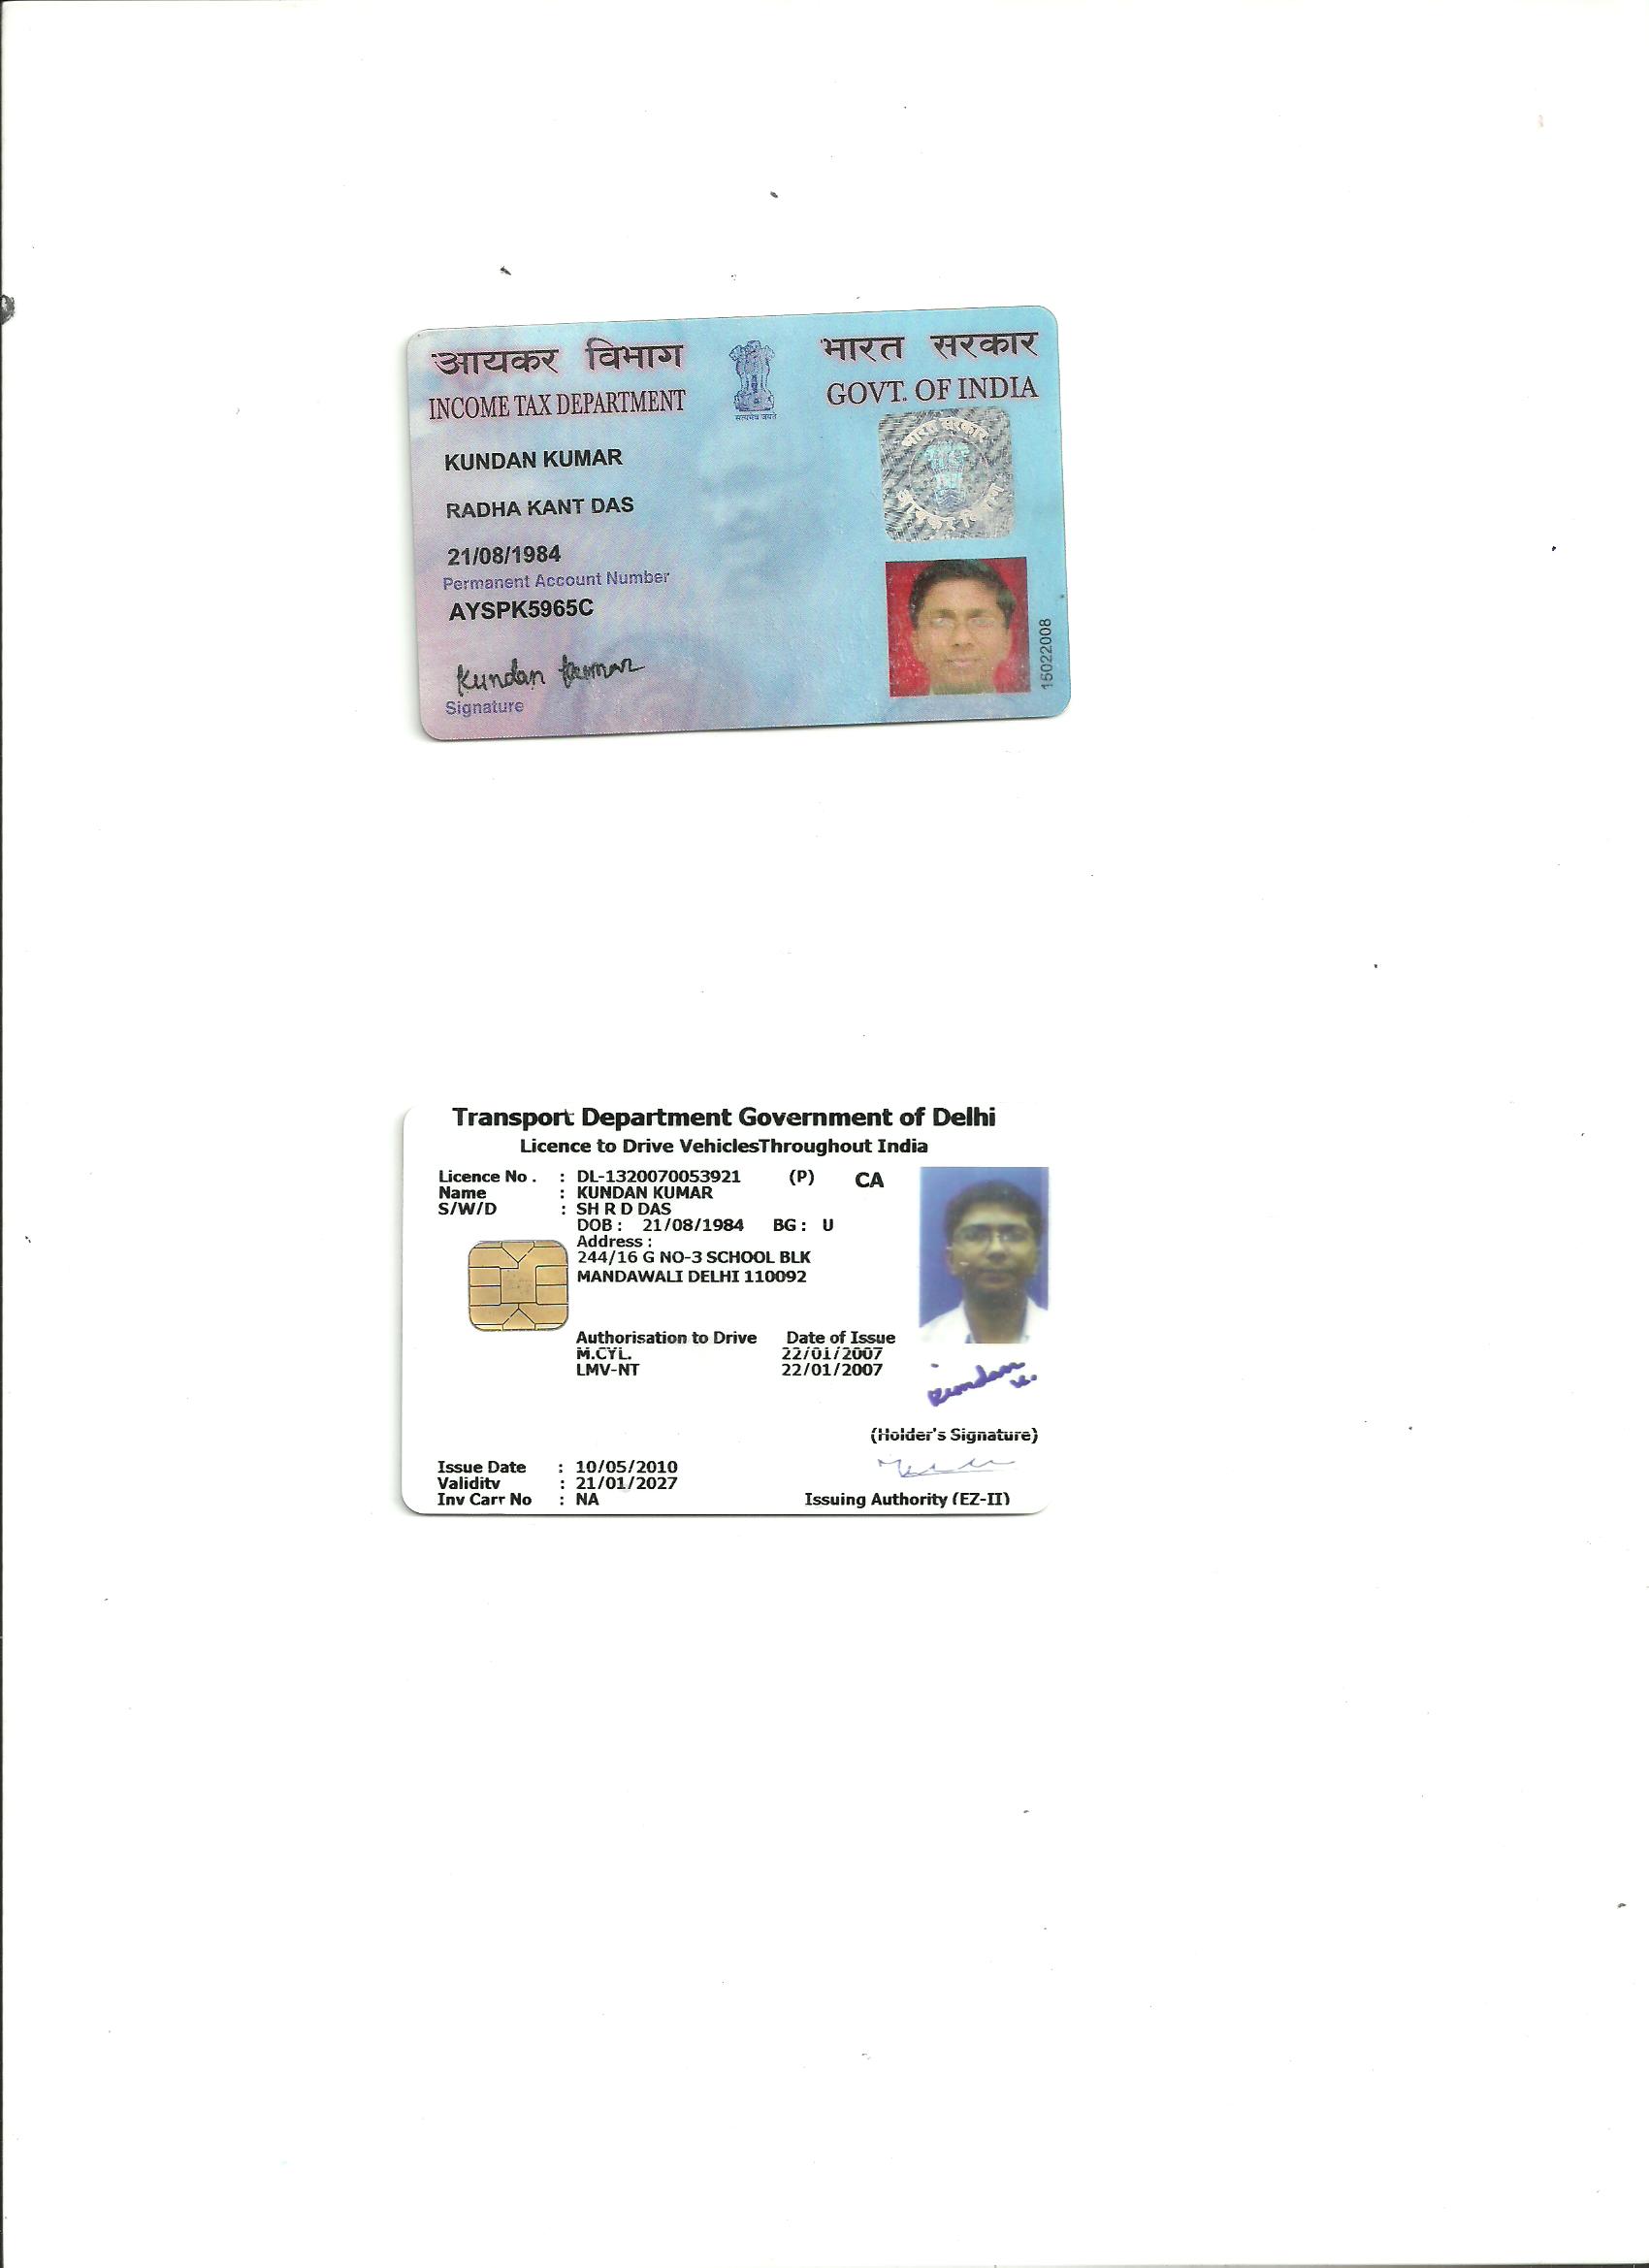 आयकर विभाग
INCOME TAX DEPARTMENT
भारत सरकार
GOVT. OF INDIA
सत्यमेव जयते
भारत सरकार
KUNDAN KUMAR
RADHA KANT DAS
21/08/1984
Permanent Account Number
AYSPK5965C
Kundan Kumar
Signature
15022008
Transport Department Government of Delhi
Licence to Drive VehiclesThroughout India
Licence No . : DL-1320070053921 (P) CA
Name : KUNDAN KUMAR
S/W/D : SH R D DAS
DOB : 21/08/1984 BG : U
Address :
244/16 G NO-3 SCHOOL BLK
MANDAWALI DELHI 110092
Authorisation to Drive Date of Issue
M.CYL. 22/01/2007
LMV-NT 22/01/2007
Kundan K.
(Holder's Signature)
Issue Date : 10/05/2010
Validity : 21/01/2027
Inv Carr No : NA
Issuing Authority (EZ-II)